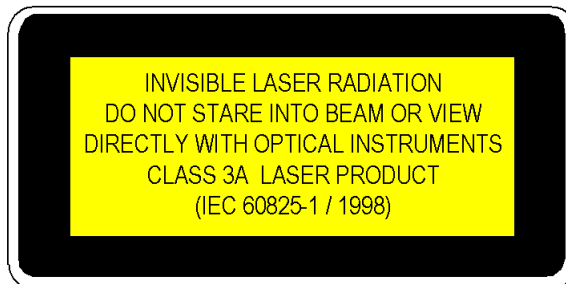 INVISIBLE LASER RADIATION
DO NOT STARE INTO BEAM OR VIEW
DIRECTLY WITH OPTICAL INSTRUMENTS
CLASS 3A LASER PRODUCT
(IEC 60825-1 / 1998)